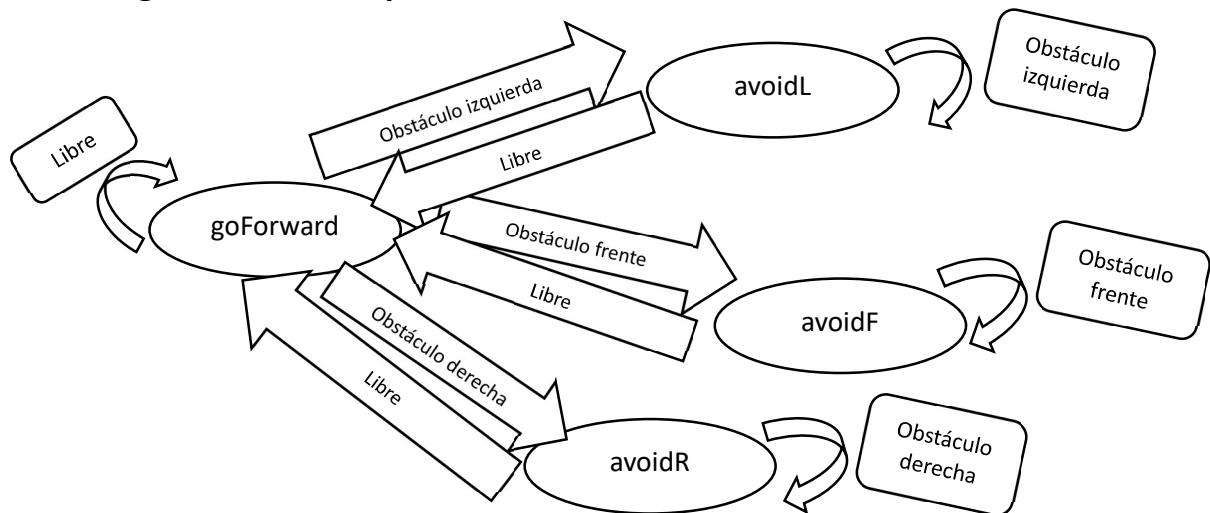 Obstáculo
izquierda
Obstáculo izquierda
avoidL
Libre
Libre
goForward
Obstáculo frente
Obstáculo
frente
Libre
avoidF
Obstáculo derecha
Libre
avoidR
Obstáculo
derecha